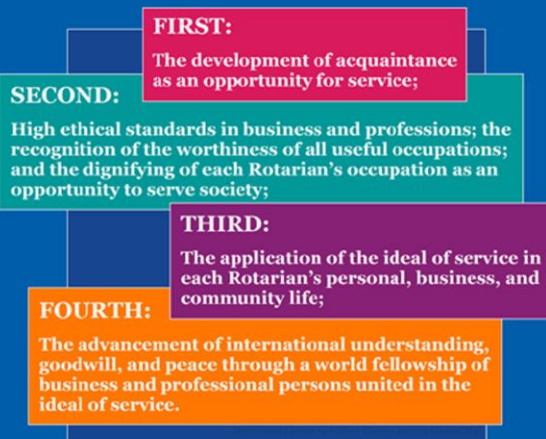 FIRST:
The development of acquaintance
as an opportunity for service;
SECOND:
High ethical standards in business and professions; the
recognition of the worthiness of all useful occupations;
and the dignifying of each Rotarian's occupation as an
opportunity to serve society;
THIRD:
The application of the ideal of service in
each Rotarian's personal, business, and
community life;
FOURTH:
The advancement of international understanding,
goodwill, and peace through a world fellowship of
business and professional persons united in the
ideal of service.